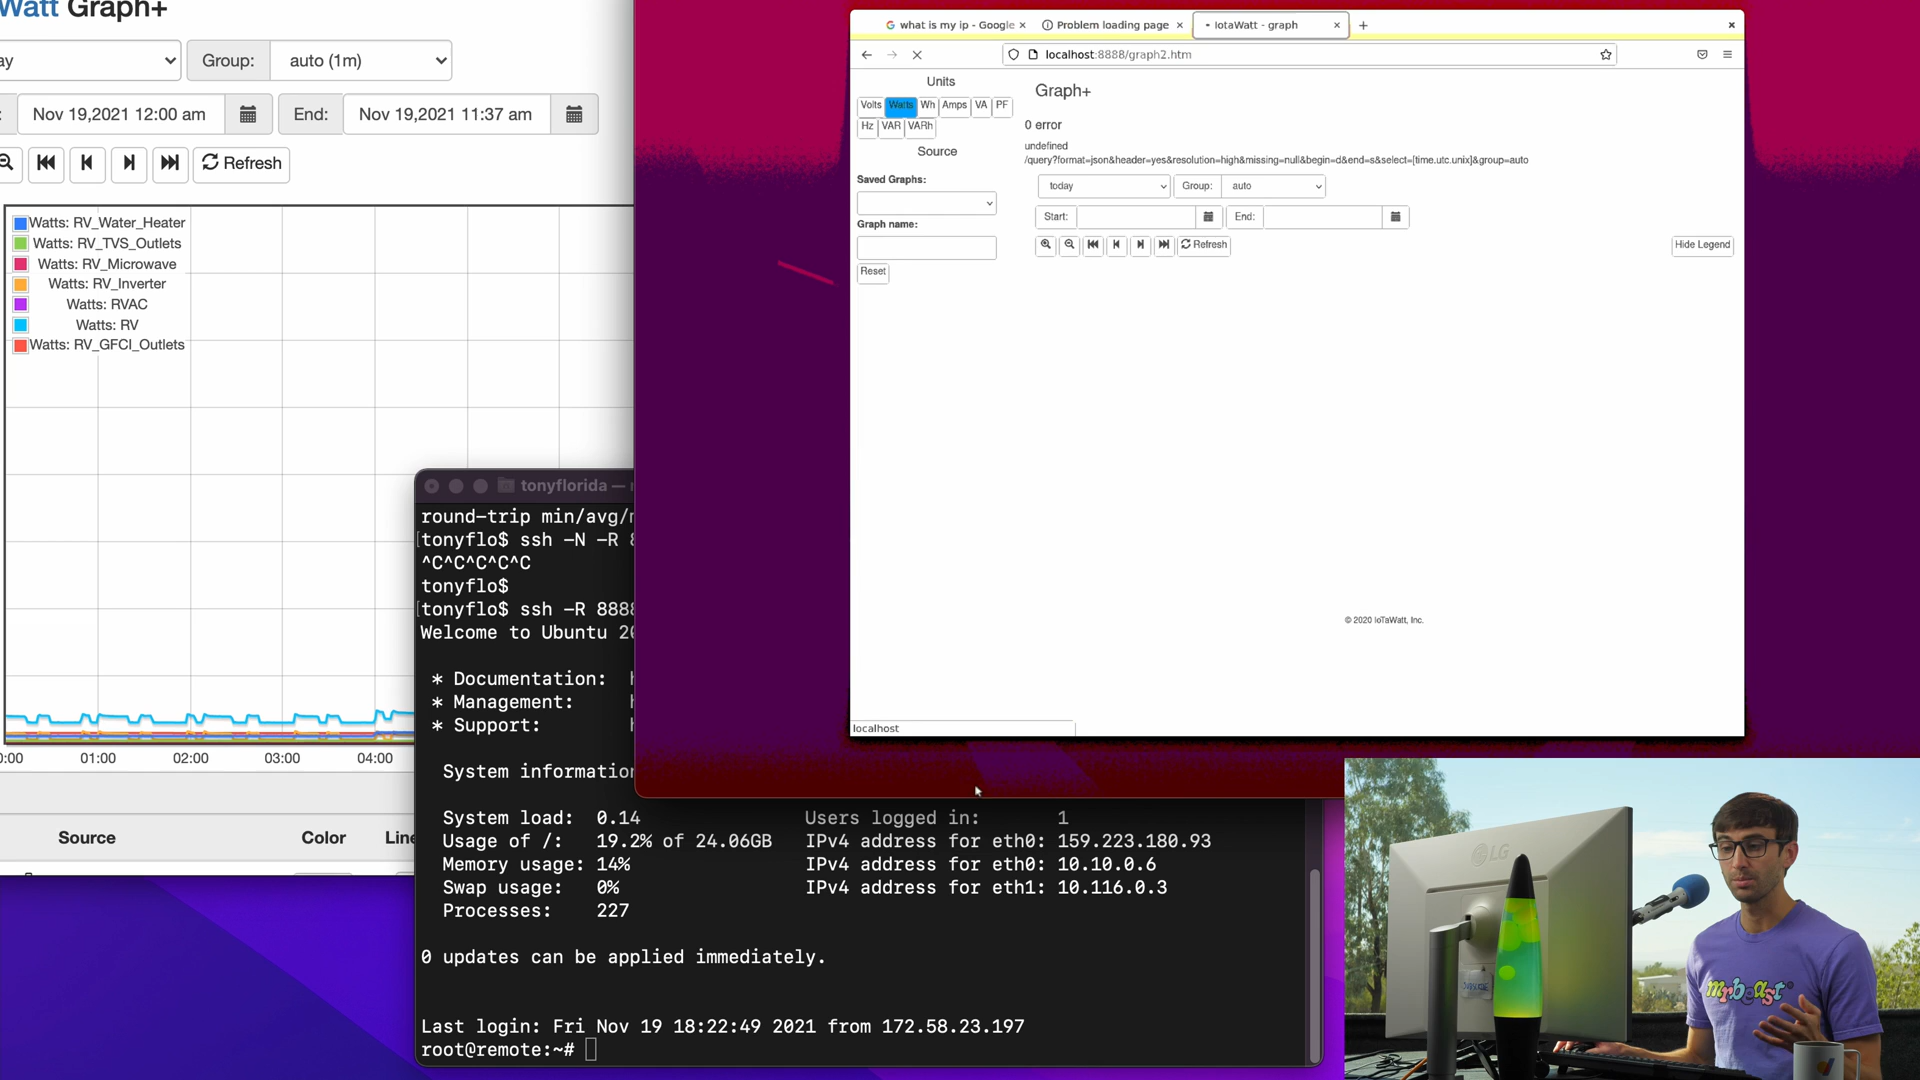 Watt Graph+
ay
Group:
auto (1m)
:
Nov 19,2021 12:00 am
End:
Nov 19,2021 11:37 am
Refresh
Watts: RV_Water_Heater
Watts: RV_TVS_Outlets
Watts: RV_Microwave
Watts: RV_Inverter
Watts: RVAC
Watts: RV
Watts: RV_GFCI_Outlets
0:00
01:00
02:00
03:00
04:00
Source
Color
Line
tonyflorida —
round-trip min/avg/
[tonyflo$ ssh -N -R 8
^C^C^C^C^C
tonyflo$
[tonyflo$ ssh -R 8888
Welcome to Ubuntu 20
* Documentation: h
* Management: h
* Support: h
System information
System load: 0.14
Users logged in: 1
Usage of /: 19.2% of 24.06GB
IPv4 address for eth0: 159.223.180.93
Memory usage: 14%
IPv4 address for eth0: 10.10.0.6
Swap usage: 0%
IPv4 address for eth1: 10.116.0.3
Processes: 227
0 updates can be applied immediately.
Last login: Fri Nov 19 18:22:49 2021 from 172.58.23.197
root@remote:~#
what is my ip - Google
Problem loading page
IotaWatt - graph
localhost:8888/graph2.htm
Units
Volts
Watts
Wh
Amps
VA
PF
Hz
VAR
VARh
Source
Saved Graphs:
Graph name:
Reset
Graph+
0 error
undefined
/query?format=json&header=yes&resolution=high&missing=null&begin=d&end=s&select=[time.utc.unix]&group=auto
today
Group:
auto
Start:
End:
Refresh
Hide Legend
© 2020 IoTaWatt, Inc.
localhost
LG
SUBSCRIBE
mrbeast